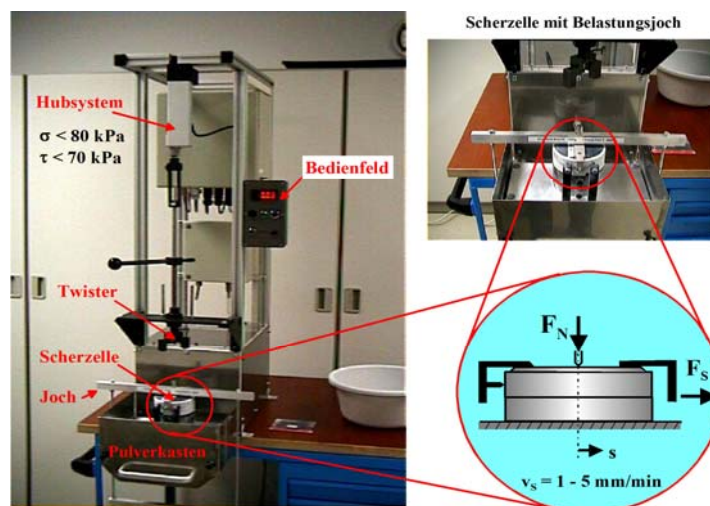 Scherzelle mit Belastungsjoch
Hubsystem
σ < 80 kPa
τ < 70 kPa
Bedienfeld
Twister
Scherzelle
Joch
Pulverkasten
F_N
F_S
s
v_S = 1 - 5 mm/min